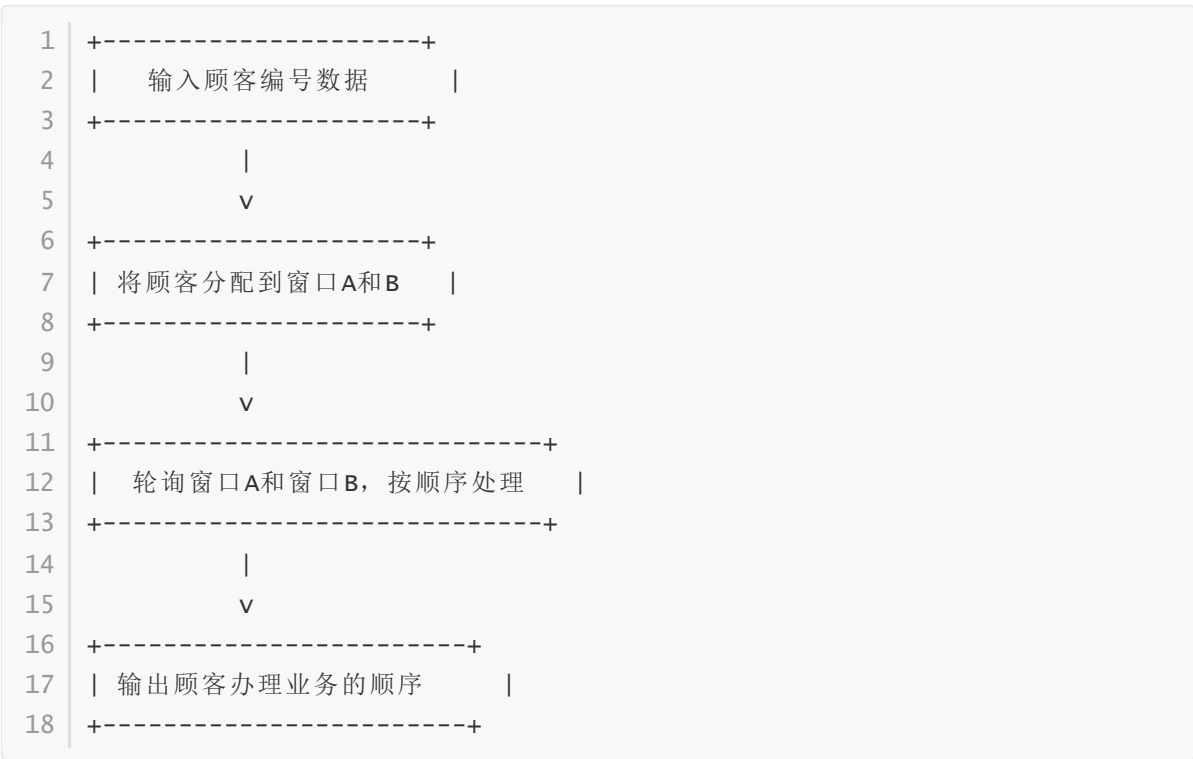 1 +---------------------+
2 |   输入顾客编号数据     |
3 +---------------------+
4           |
5           v
6 +---------------------+
7 | 将顾客分配到窗口A和B   |
8 +---------------------+
9           |
10           v
11 +-----------------------------+
12 |  轮询窗口A和窗口B，按顺序处理   |
13 +-----------------------------+
14           |
15           v
16 +------------------------+
17 | 输出顾客办理业务的顺序     |
18 +------------------------+